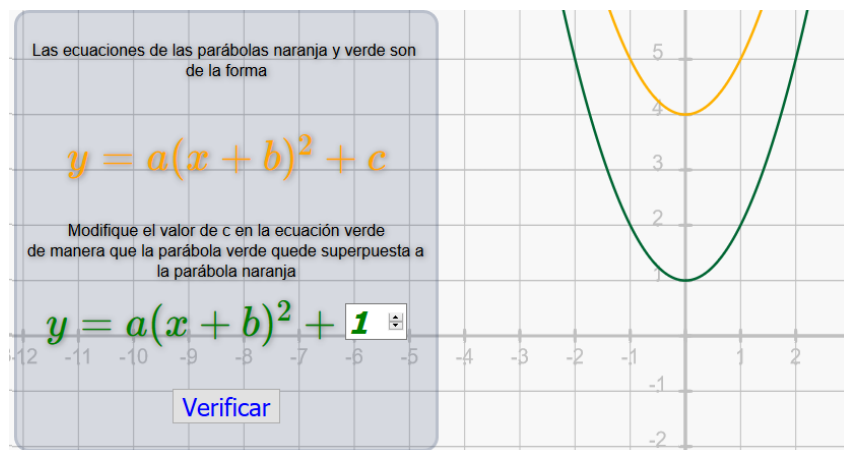 Las ecuaciones de las parábolas naranja y verde son
de la forma
y = a(x + b)² + c
Modifique el valor de c en la ecuación verde
de manera que la parábola verde quede superpuesta a
la parábola naranja
y = a(x + b)² + 1
Verificar
5
4
3
2
1
-12 -11 -10 -9 -8 -7 -6 -5 -4 -3 -2 -1 1 2
-1
-2